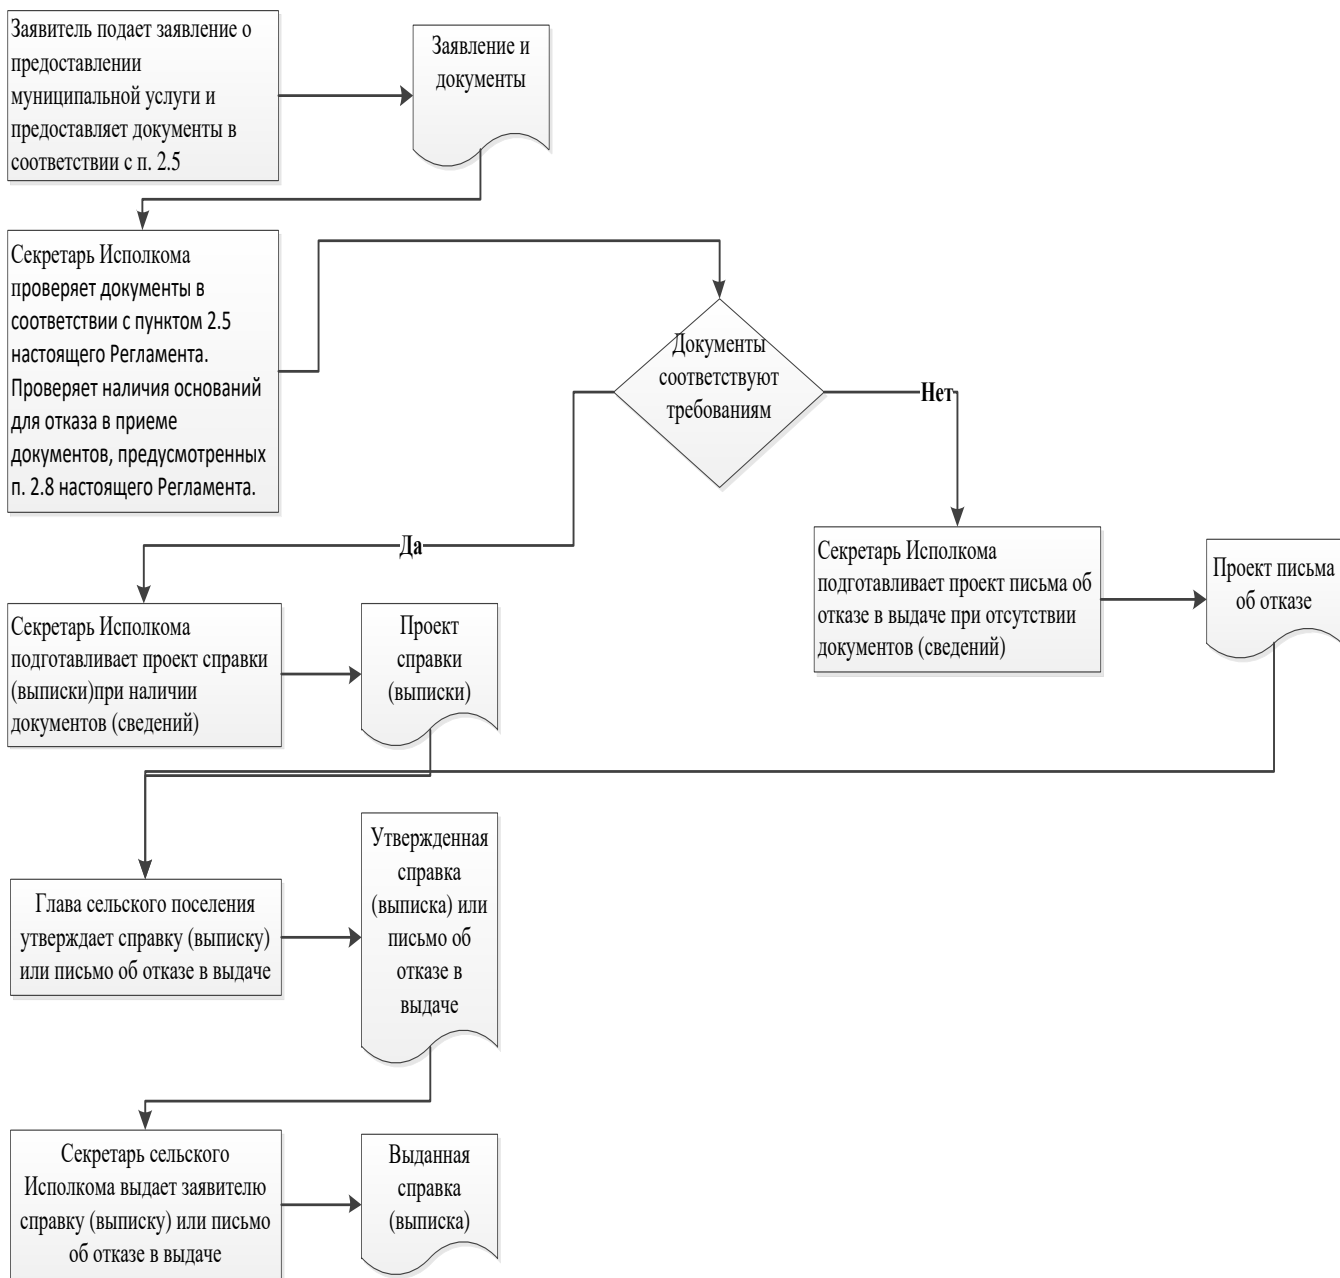 Заявитель подает заявление о
предоставлении
муниципальной услуги и
предоставляет документы в
соответствии с п. 2.5
Заявление и
документы
Секретарь Исполкома
проверяет документы в
соответствии с пунктом 2.5
настоящего Регламента.
Проверяет наличия оснований
для отказа в приеме
документов, предусмотренных
п. 2.8 настоящего Регламента.
Документы
соответствуют
требованиям
Нет
Да
Секретарь Исполкома
подготавливает проект письма об
отказе в выдаче при отсутствии
документов (сведений)
Проект письма
об отказе
Секретарь Исполкома
подготавливает проект справки
(выписки)при наличии
документов (сведений)
Проект
справки
(выписки)
Глава сельского поселения
утверждает справку (выписку)
или письмо об отказе в выдаче
Утвержденная
справка
(выписка) или
письмо об
отказе в
выдаче
Секретарь сельского
Исполкома выдает заявителю
справку (выписку) или письмо
об отказе в выдаче
Выданная
справка
(выписка)